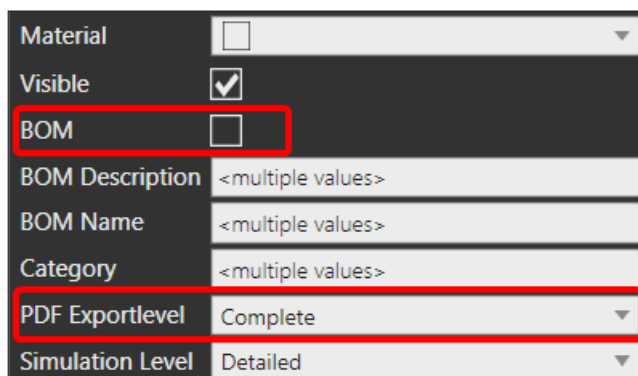 Material
Visible
BOM
BOM Description <multiple values>
BOM Name <multiple values>
Category <multiple values>
PDF Exportlevel Complete
Simulation Level Detailed